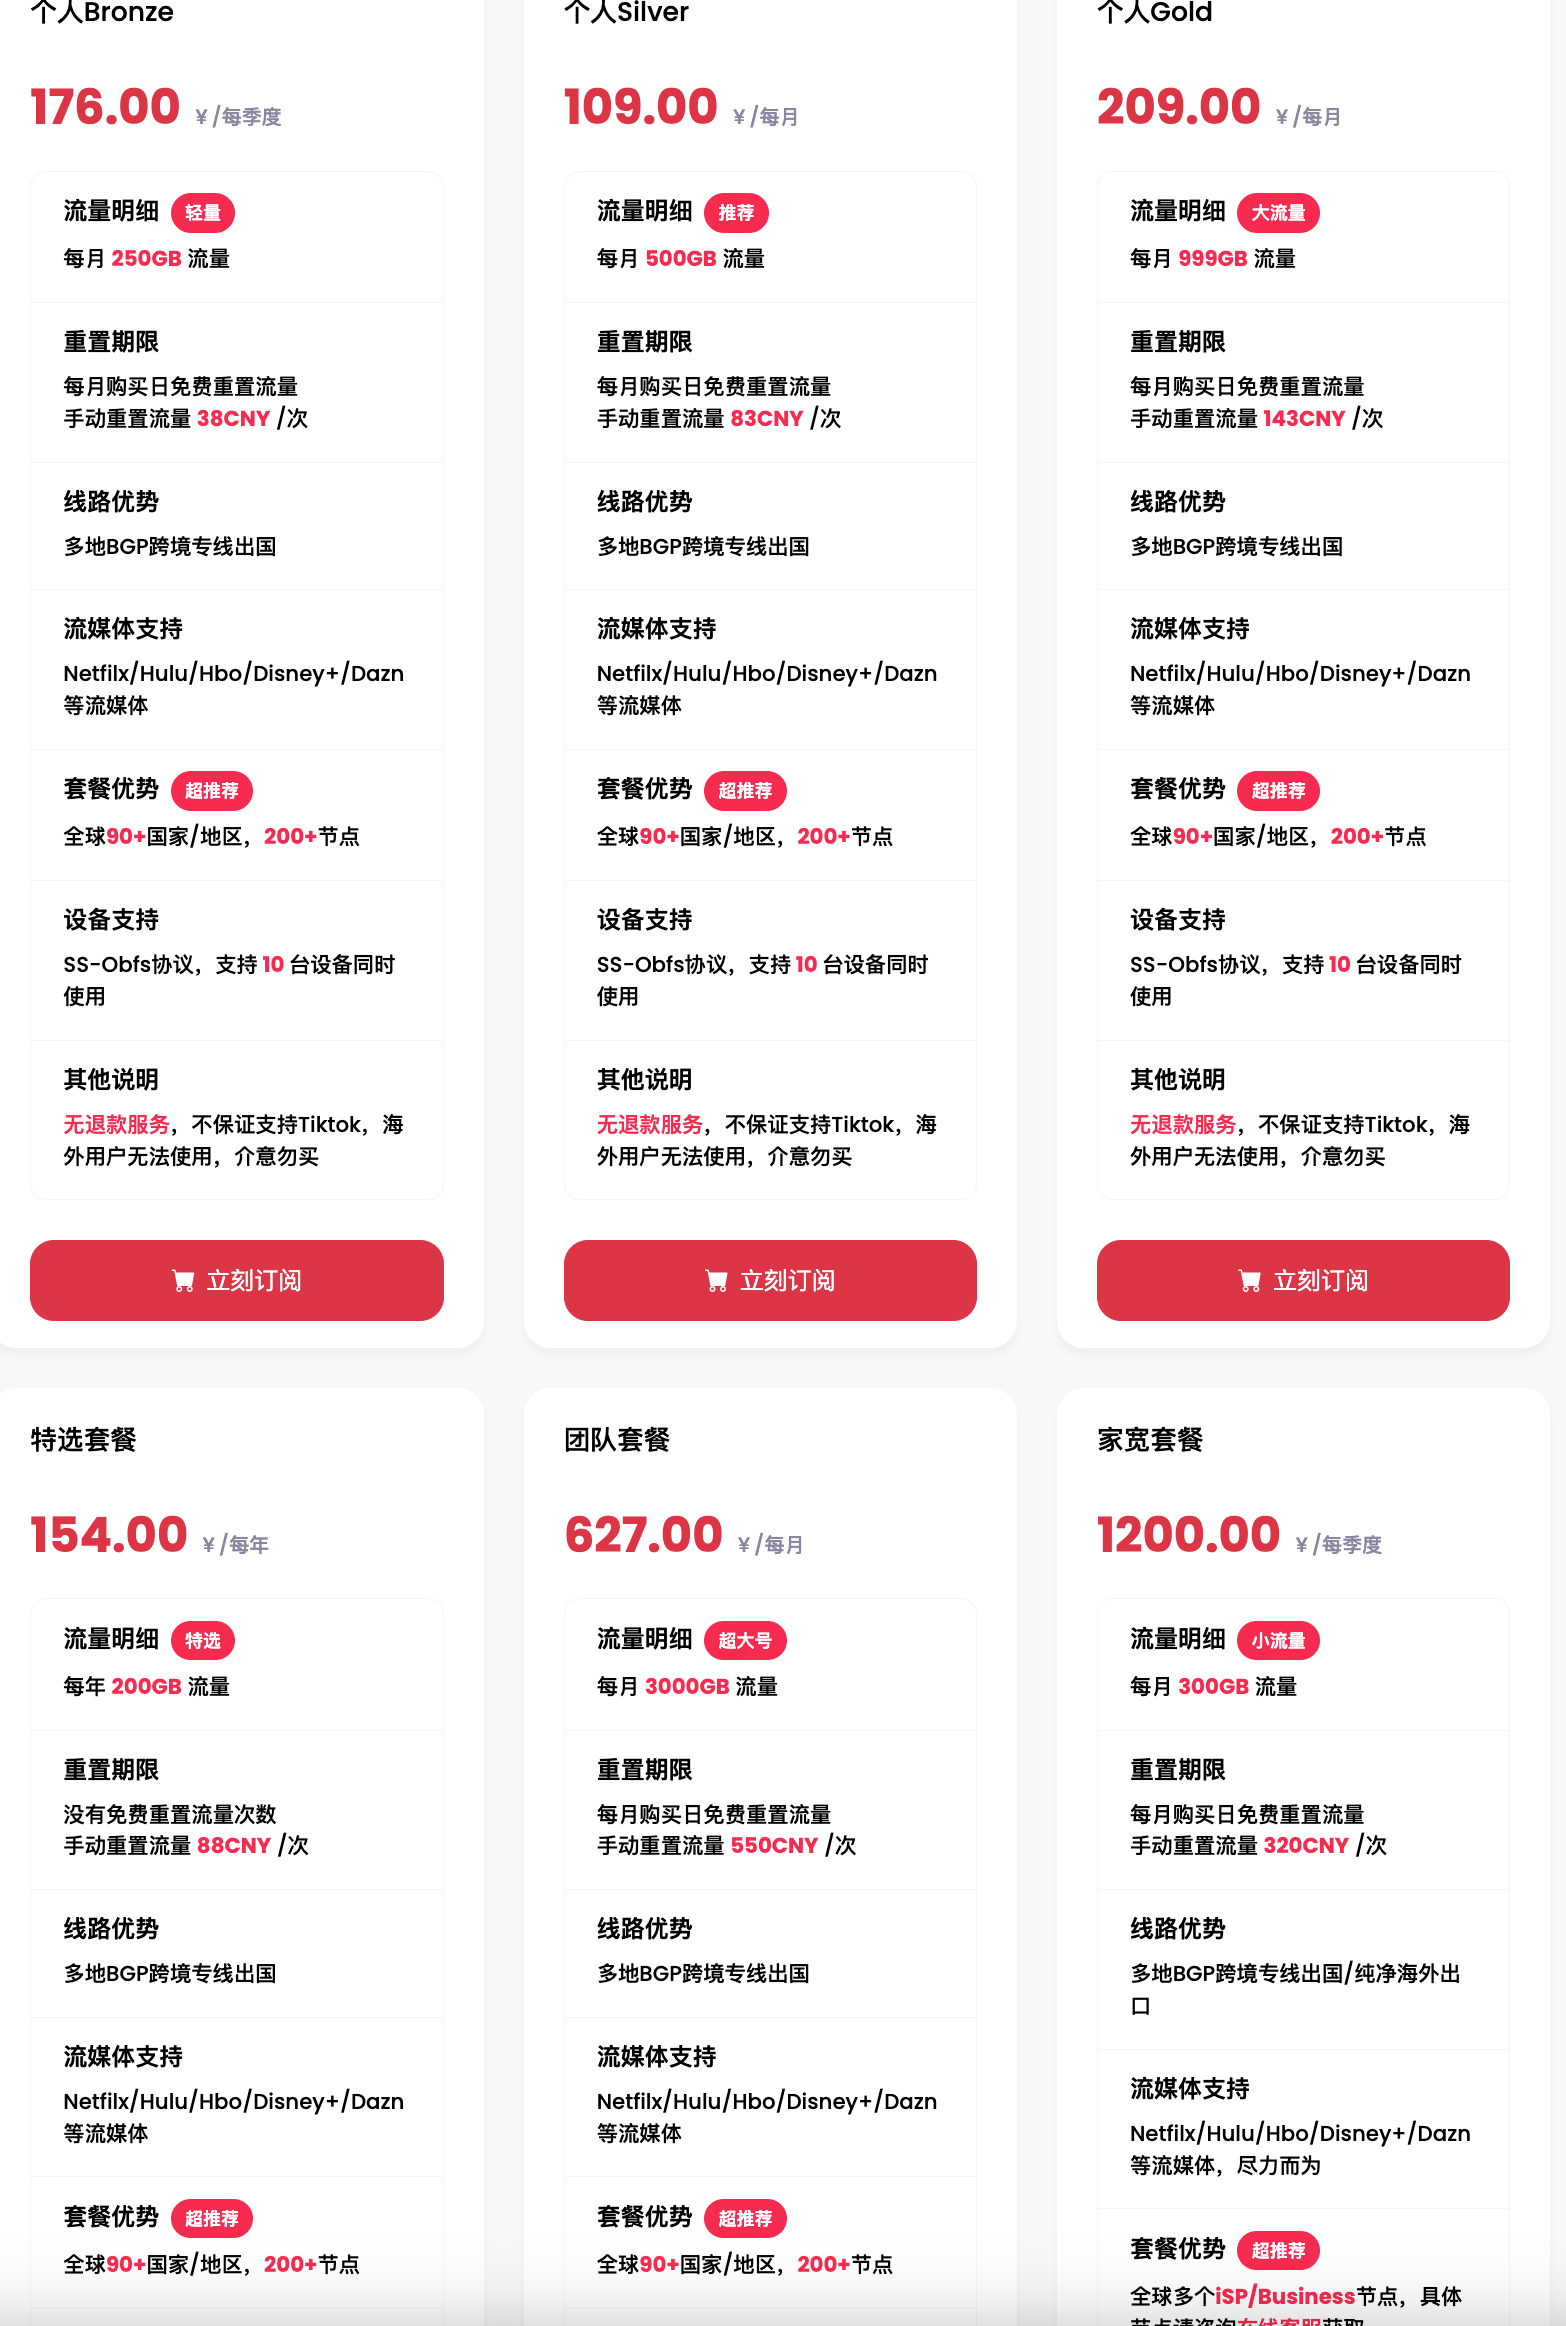 个人Bronze
176.00 ¥ /每季度
流量明细 轻量
每月 250GB 流量
重置期限
每月购买日免费重置流量
手动重置流量 38CNY /次
线路优势
多地BGP跨境专线出国
流媒体支持
Netfilx/Hulu/Hbo/Disney+/Dazn
等流媒体
套餐优势 超推荐
全球90+国家/地区，200+节点
设备支持
SS-Obfs协议，支持 10 台设备同时
使用
其他说明
无退款服务，不保证支持Tiktok，海
外用户无法使用，介意勿买
立刻订阅
个人Silver
109.00 ¥ /每月
流量明细 推荐
每月 500GB 流量
重置期限
每月购买日免费重置流量
手动重置流量 83CNY /次
线路优势
多地BGP跨境专线出国
流媒体支持
Netfilx/Hulu/Hbo/Disney+/Dazn
等流媒体
套餐优势 超推荐
全球90+国家/地区，200+节点
设备支持
SS-Obfs协议，支持 10 台设备同时
使用
其他说明
无退款服务，不保证支持Tiktok，海
外用户无法使用，介意勿买
立刻订阅
个人Gold
209.00 ¥ /每月
流量明细 大流量
每月 999GB 流量
重置期限
每月购买日免费重置流量
手动重置流量 143CNY /次
线路优势
多地BGP跨境专线出国
流媒体支持
Netfilx/Hulu/Hbo/Disney+/Dazn
等流媒体
套餐优势 超推荐
全球90+国家/地区，200+节点
设备支持
SS-Obfs协议，支持 10 台设备同时
使用
其他说明
无退款服务，不保证支持Tiktok，海
外用户无法使用，介意勿买
立刻订阅
特选套餐
154.00 ¥ /每年
流量明细 特选
每年 200GB 流量
重置期限
没有免费重置流量次数
手动重置流量 88CNY /次
线路优势
多地BGP跨境专线出国
流媒体支持
Netfilx/Hulu/Hbo/Disney+/Dazn
等流媒体
套餐优势 超推荐
全球90+国家/地区，200+节点
团队套餐
627.00 ¥ /每月
流量明细 超大号
每月 3000GB 流量
重置期限
每月购买日免费重置流量
手动重置流量 550CNY /次
线路优势
多地BGP跨境专线出国
流媒体支持
Netfilx/Hulu/Hbo/Disney+/Dazn
等流媒体
套餐优势 超推荐
全球90+国家/地区，200+节点
家宽套餐
1200.00 ¥ /每季度
流量明细 小流量
每月 300GB 流量
重置期限
每月购买日免费重置流量
手动重置流量 320CNY /次
线路优势
多地BGP跨境专线出国/纯净海外出
口
流媒体支持
Netfilx/Hulu/Hbo/Disney+/Dazn
等流媒体，尽力而为
套餐优势 超推荐
全球多个iSP/Business节点，具体